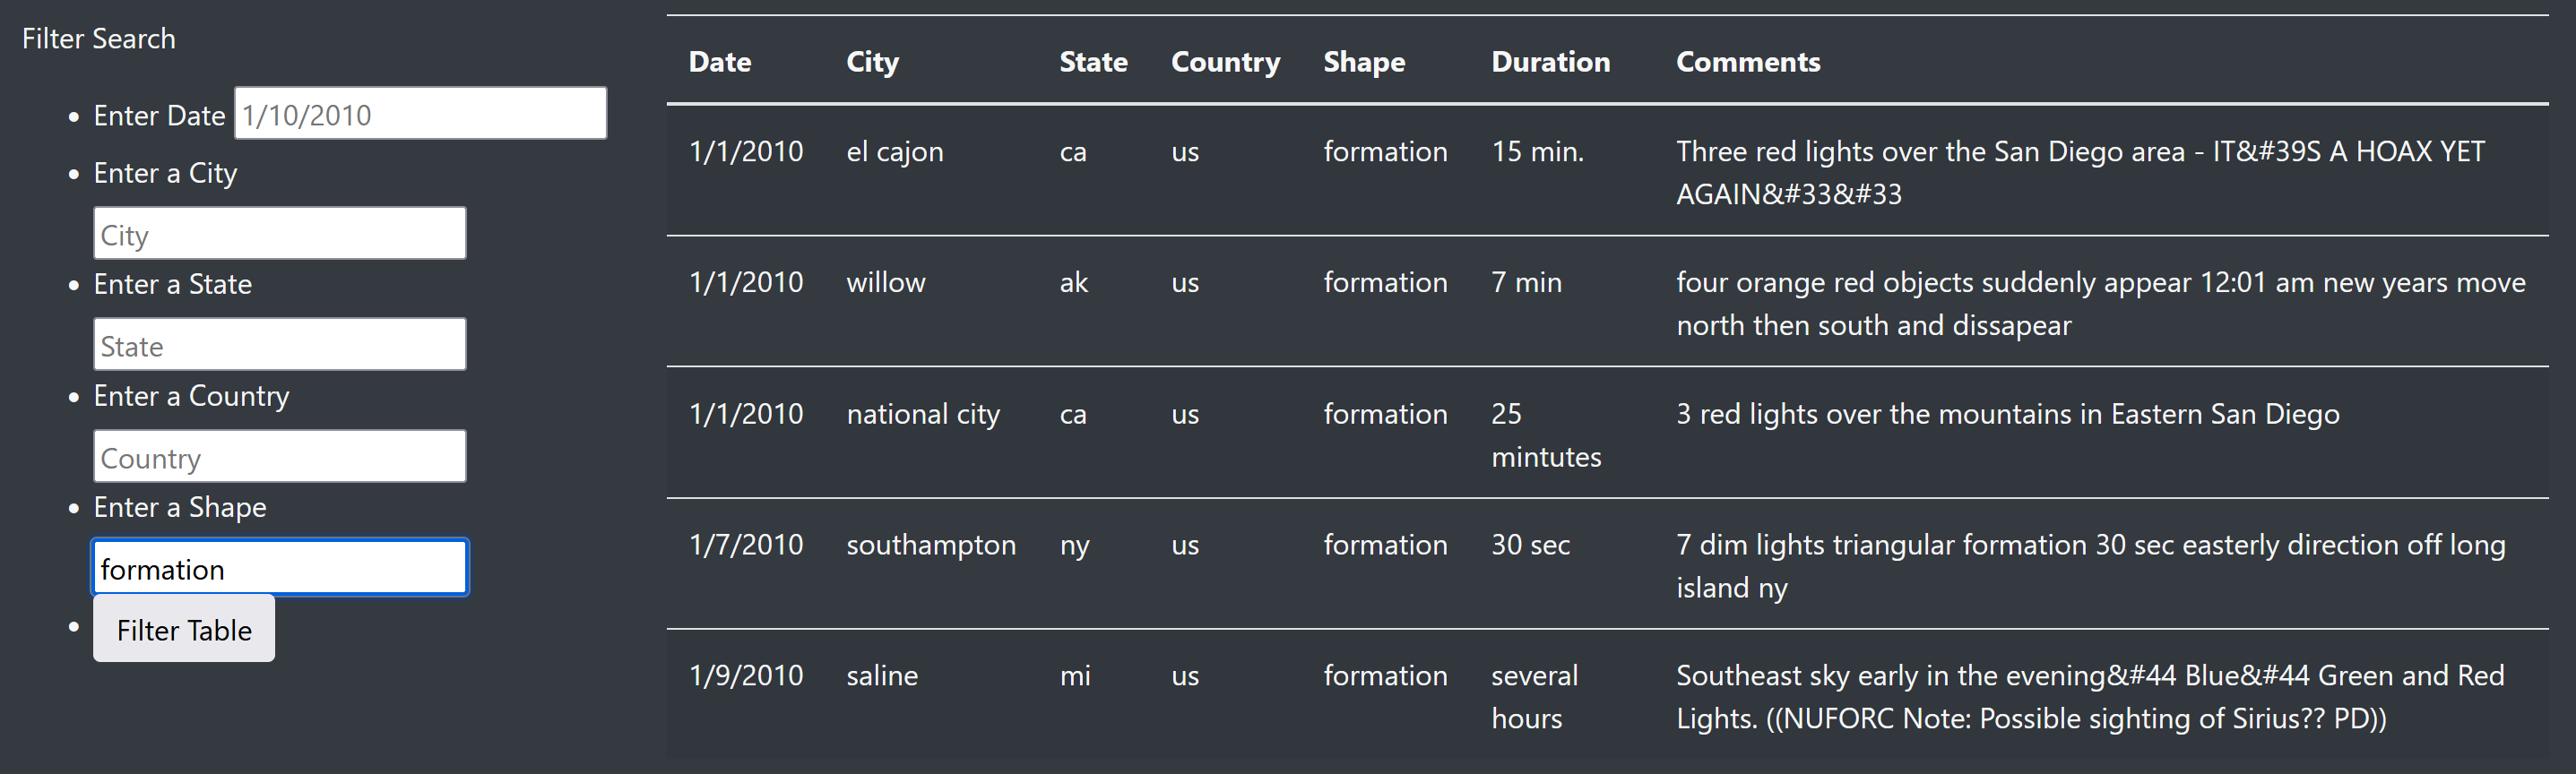 Filter Search
Enter Date 1/10/2010
Enter a City
City
Enter a State
State
Enter a Country
Country
Enter a Shape
formation
Filter Table
Date City State Country Shape Duration Comments
1/1/2010 el cajon ca us formation 15 min. Three red lights over the San Diego area - IT&#39S A HOAX YET
AGAIN&#33&#33
1/1/2010 willow ak us formation 7 min four orange red objects suddenly appear 12:01 am new years move
north then south and dissapear
1/1/2010 national city ca us formation 25 3 red lights over the mountains in Eastern San Diego
mintutes
1/7/2010 southampton ny us formation 30 sec 7 dim lights triangular formation 30 sec easterly direction off long
island ny
1/9/2010 saline mi us formation several Southeast sky early in the evening&#44 Blue&#44 Green and Red
hours Lights. ((NUFORC Note: Possible sighting of Sirius?? PD))